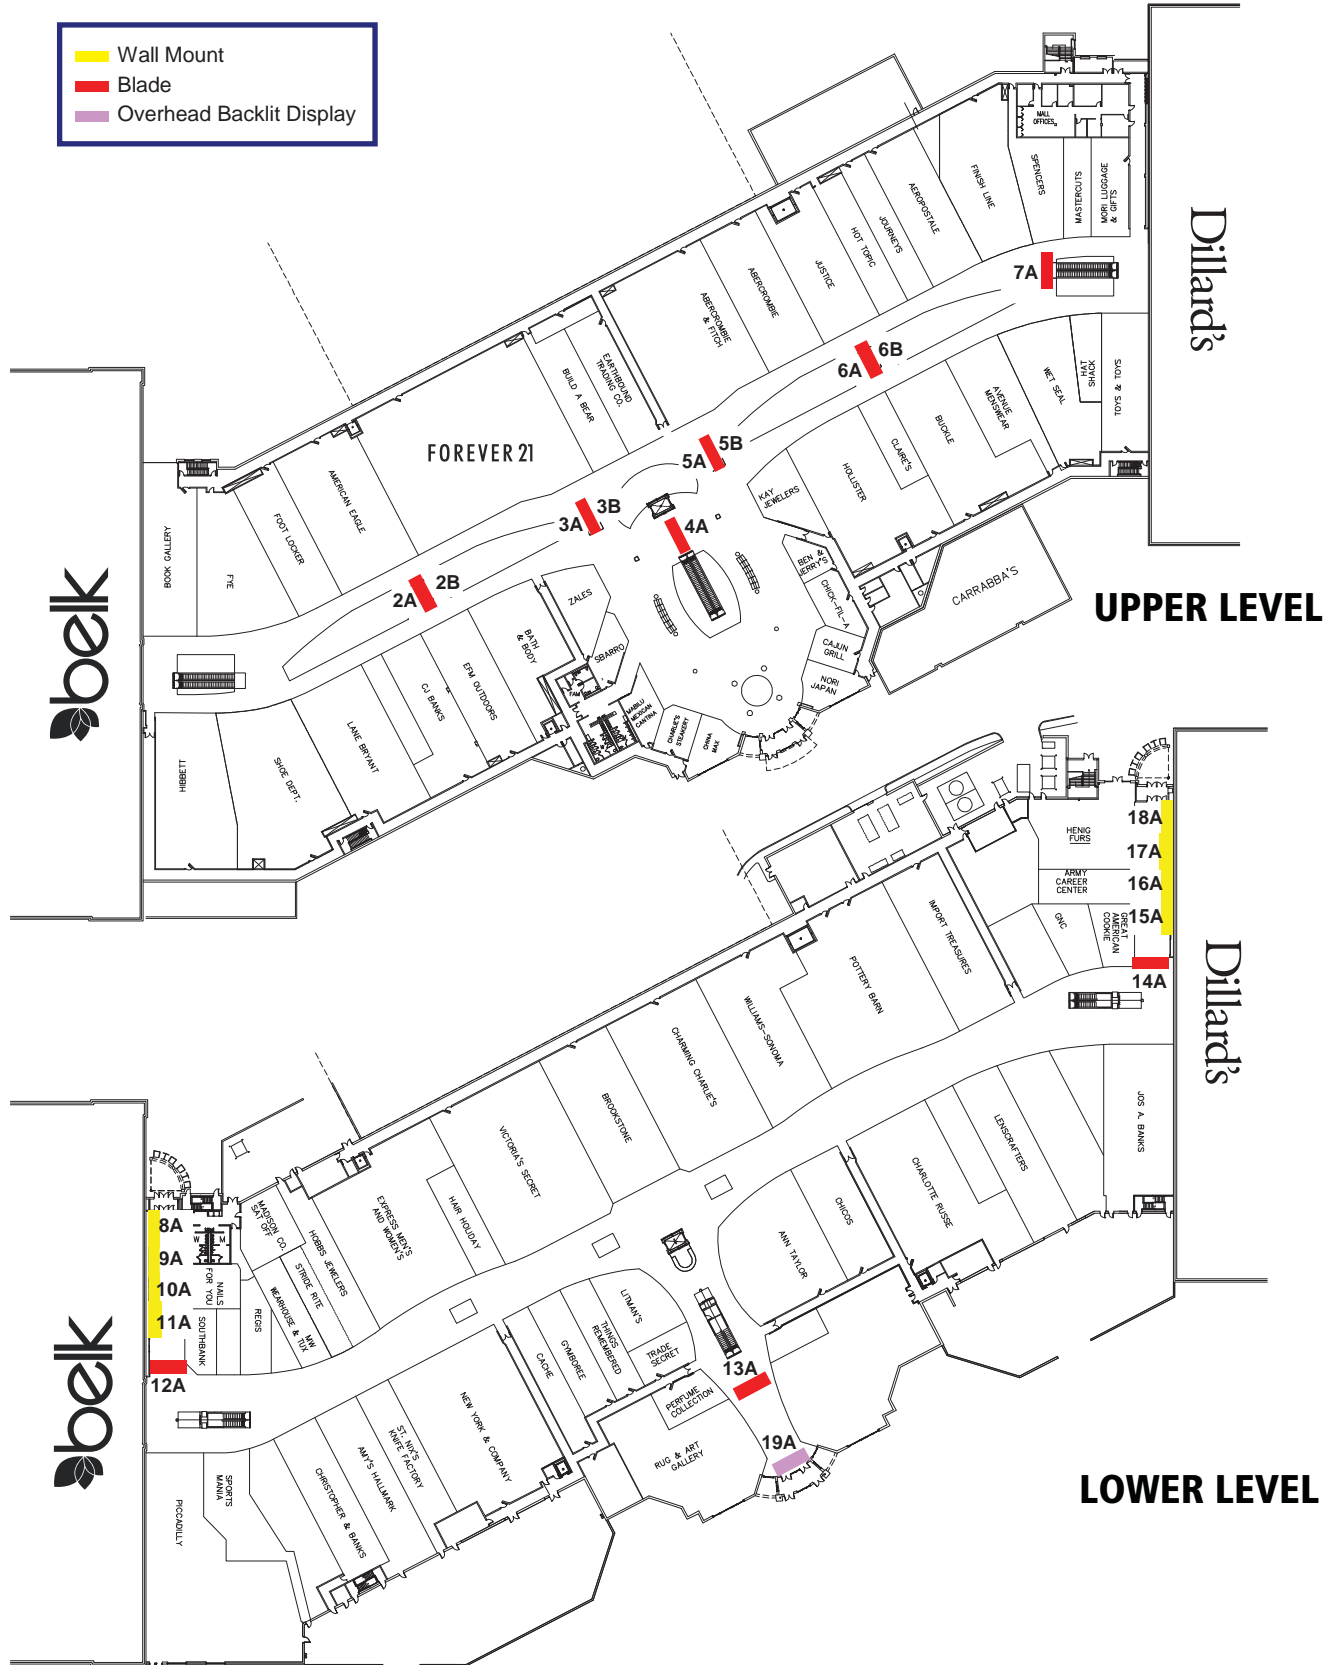 Wall Mount
Blade
Overhead Backlit Display
MALL
OFFICES
SPENCERS
MASTERCUTS
MORI LUGGAGE
& GIFTS
FINISH LINE
AEROPOSTALE
JOURNEYS
HOT TOPIC
JUSTICE
ABERCROMBIE
ABERCROMBIE
& FITCH
Dillard's
7A
6B
6A
EARTHBOUND
TRADING CO.
BUILD A BEAR
FOREVER 21
AMERICAN EAGLE
FOOT LOCKER
FYE
BOOK GALLERY
5B
5A
3B
3A
4A
2B
2A
TOYS & TOYS
HAT
SHACK
WET SEAL
AVENUE
MENSWEAR
BUCKLE
CLAIRE'S
HOLLISTER
KAY
JEWELERS
BEN &
JERRY'S
CHICK-FIL-A
CAJUN
GRILL
NORI
JAPAN
CARRABBA'S
UPPER LEVEL
belk
ZALES
SBARRO
FAM
BATH
& BODY
EFM OUTDOORS
CJ BANKS
LANE BRYANT
SHOE DEPT.
HIBBETT
MABILU
MEXICAN
CANTINA
CHARLIE'S
STEAKERY
CHINA
MAX
18A
17A
16A
15A
14A
HENIG
FURS
ARMY
CAREER
CENTER
GREAT
AMERICAN
COOKIE
GNC
IMPORT TREASURES
POTTERY BARN
WILLIAMS-SONOMA
CHARMING CHARLIE'S
BROOKSTONE
VICTORIA'S SECRET
HAIR HOLIDAY
EXPRESS MEN'S
AND WOMEN'S
HOBBS JEWELERS
MADISON CO.
SAT OFF
STRIDE RITE
MW
WEARHOUSE & TUX
REGIS
NAILS
FOR YOU
SOUTHBANK
W M
8A
9A
10A
11A
12A
Dillard's
JOS A. BANKS
LENSCRAFTERS
CHARLOTTE RUSSE
CHICOS
ANN TAYLOR
LITMAN'S
TRADE
SECRET
THINGS
REMEMBERED
GYMBOREE
CACHE
PERFUME
COLLECTION
RUG & ART
GALLERY
13A
19A
NEW YORK & COMPANY
ST. NIX'S
KNIFE FACTORY
AMY'S HALLMARK
CHRISTOPHER & BANKS
SPORTS
MANIA
PICCADILLY
belk
LOWER LEVEL